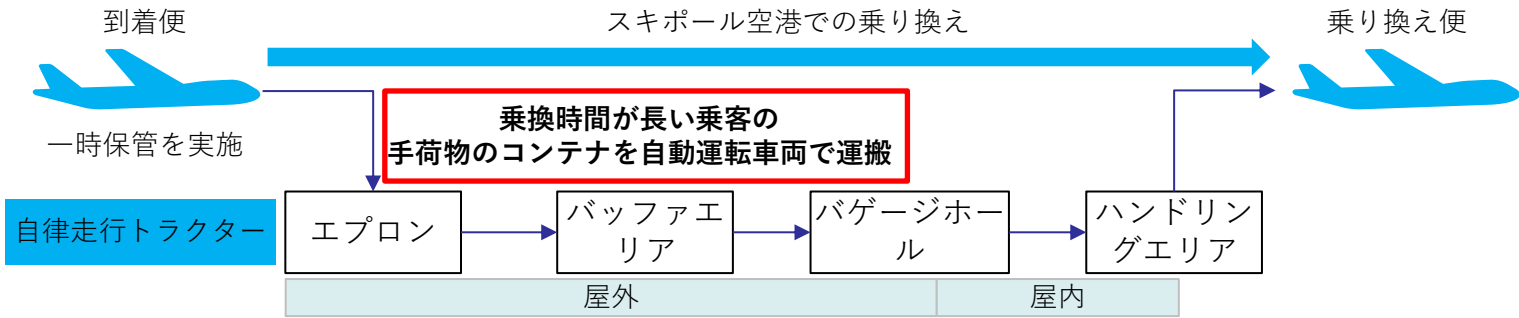 到着便
スキポール空港での乗り換え
乗り換え便
一時保管を実施
乗換時間が長い乗客の
手荷物のコンテナを自動運転車両で運搬
自律走行トラクター
エプロン
バッファエ
リア
バゲージホー
ル
ハンドリン
グエリア
屋外
屋内